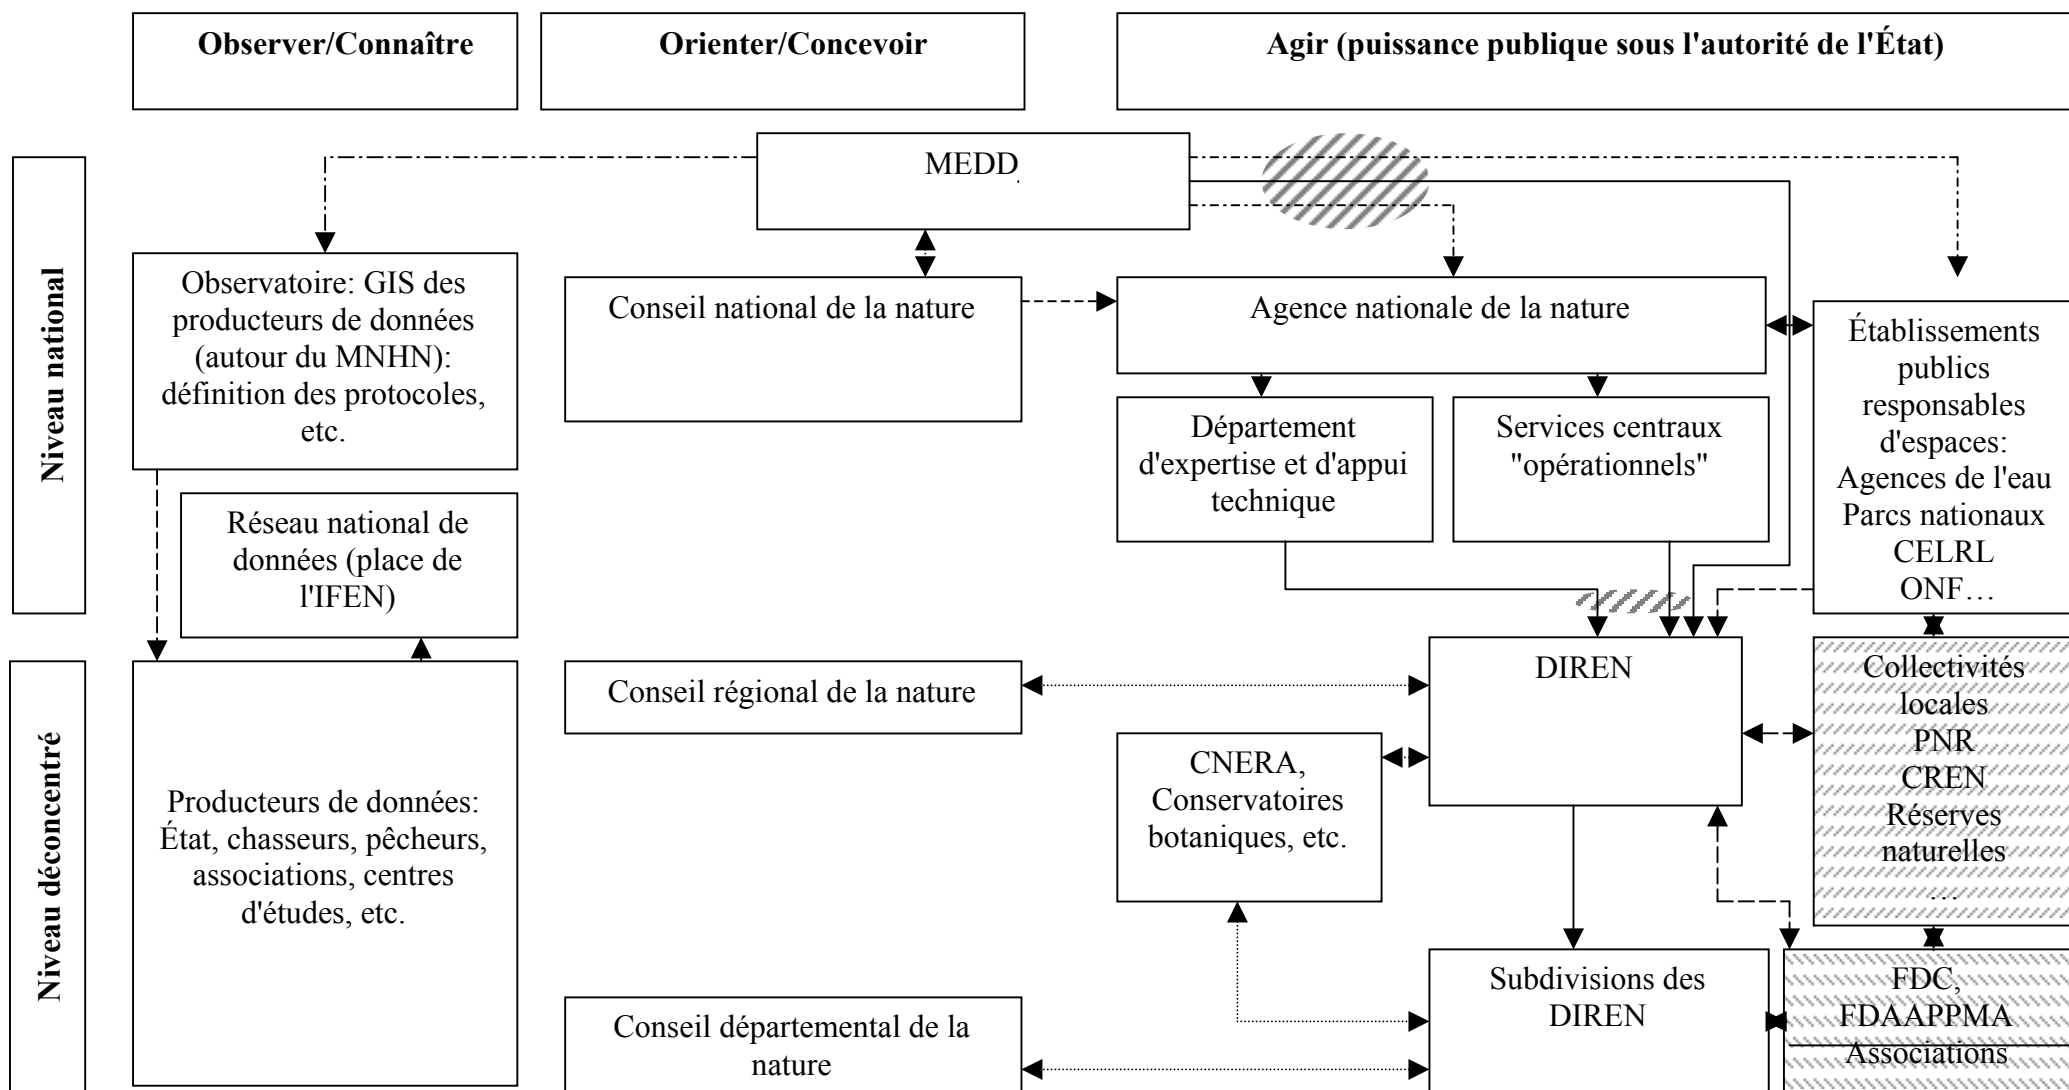 Observer/Connaître
Orienter/Concevoir
Agir (puissance publique sous l'autorité de l'État)
Niveau national
MEDD
Observatoire: GIS des
producteurs de données
(autour du MNHN):
définition des protocoles,
etc.
Conseil national de la nature
Agence nationale de la nature
Établissements
publics
responsables
d'espaces:
Agences de l'eau
Parcs nationaux
CELRL
ONF…
Département
d'expertise et d'appui
technique
Services centraux
"opérationnels"
Réseau national de
données (place de
l'IFEN)
Niveau déconcentré
Producteurs de données:
État, chasseurs, pêcheurs,
associations, centres
d'études, etc.
Conseil régional de la nature
DIREN
Collectivités
locales
PNR
CREN
Réserves
naturelles
…
CNERA,
Conservatoires
botaniques, etc.
Subdivisions des
DIREN
FDC,
FDAAPPMA
Associations
Conseil départemental de la
nature